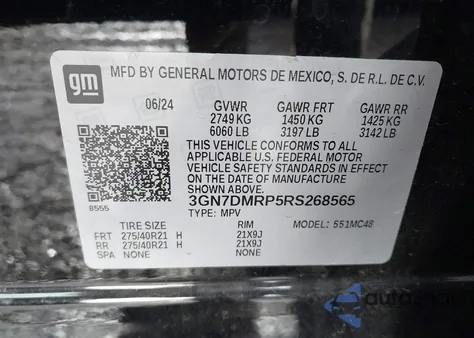 gm
MFD BY GENERAL MOTORS DE MEXICO, S. DE R.L. DE C.V.
06/24 GVWR GAWR FRT GAWR RR
2749 KG 1450 KG 1425 KG
6060 LB 3197 LB 3142 LB
THIS VEHICLE CONFORMS TO ALL
APPLICABLE U.S. FEDERAL MOTOR
VEHICLE SAFETY STANDARDS IN EFFECT
ON THE DATE OF MANUFACTURE
SHOWN ABOVE.
8555 3GN7DMRP5RS268565
TYPE: MPV MODEL: 551MC48
TIRE SIZE RIM
FRT 275/40R21 H 21X9J
RR 275/40R21 H 21X9J
SPA NONE NONE